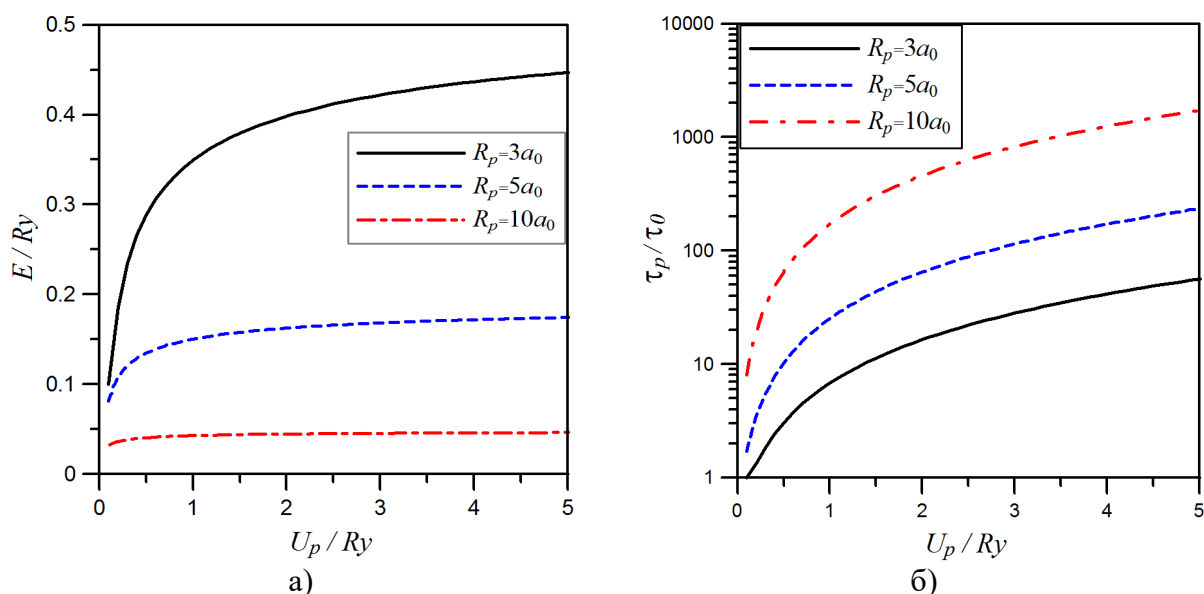 0.5
0.4
0.3
0.2
0.1
0
E / Ry
R_p=3a_0
R_p=5a_0
R_p=10a_0
0 1 2 3 4 5
U_p / Ry
а)
10000
1000
100
10
1
τ_p / τ_0
R_p=3a_0
R_p=5a_0
R_p=10a_0
0 1 2 3 4 5
U_p / Ry
б)